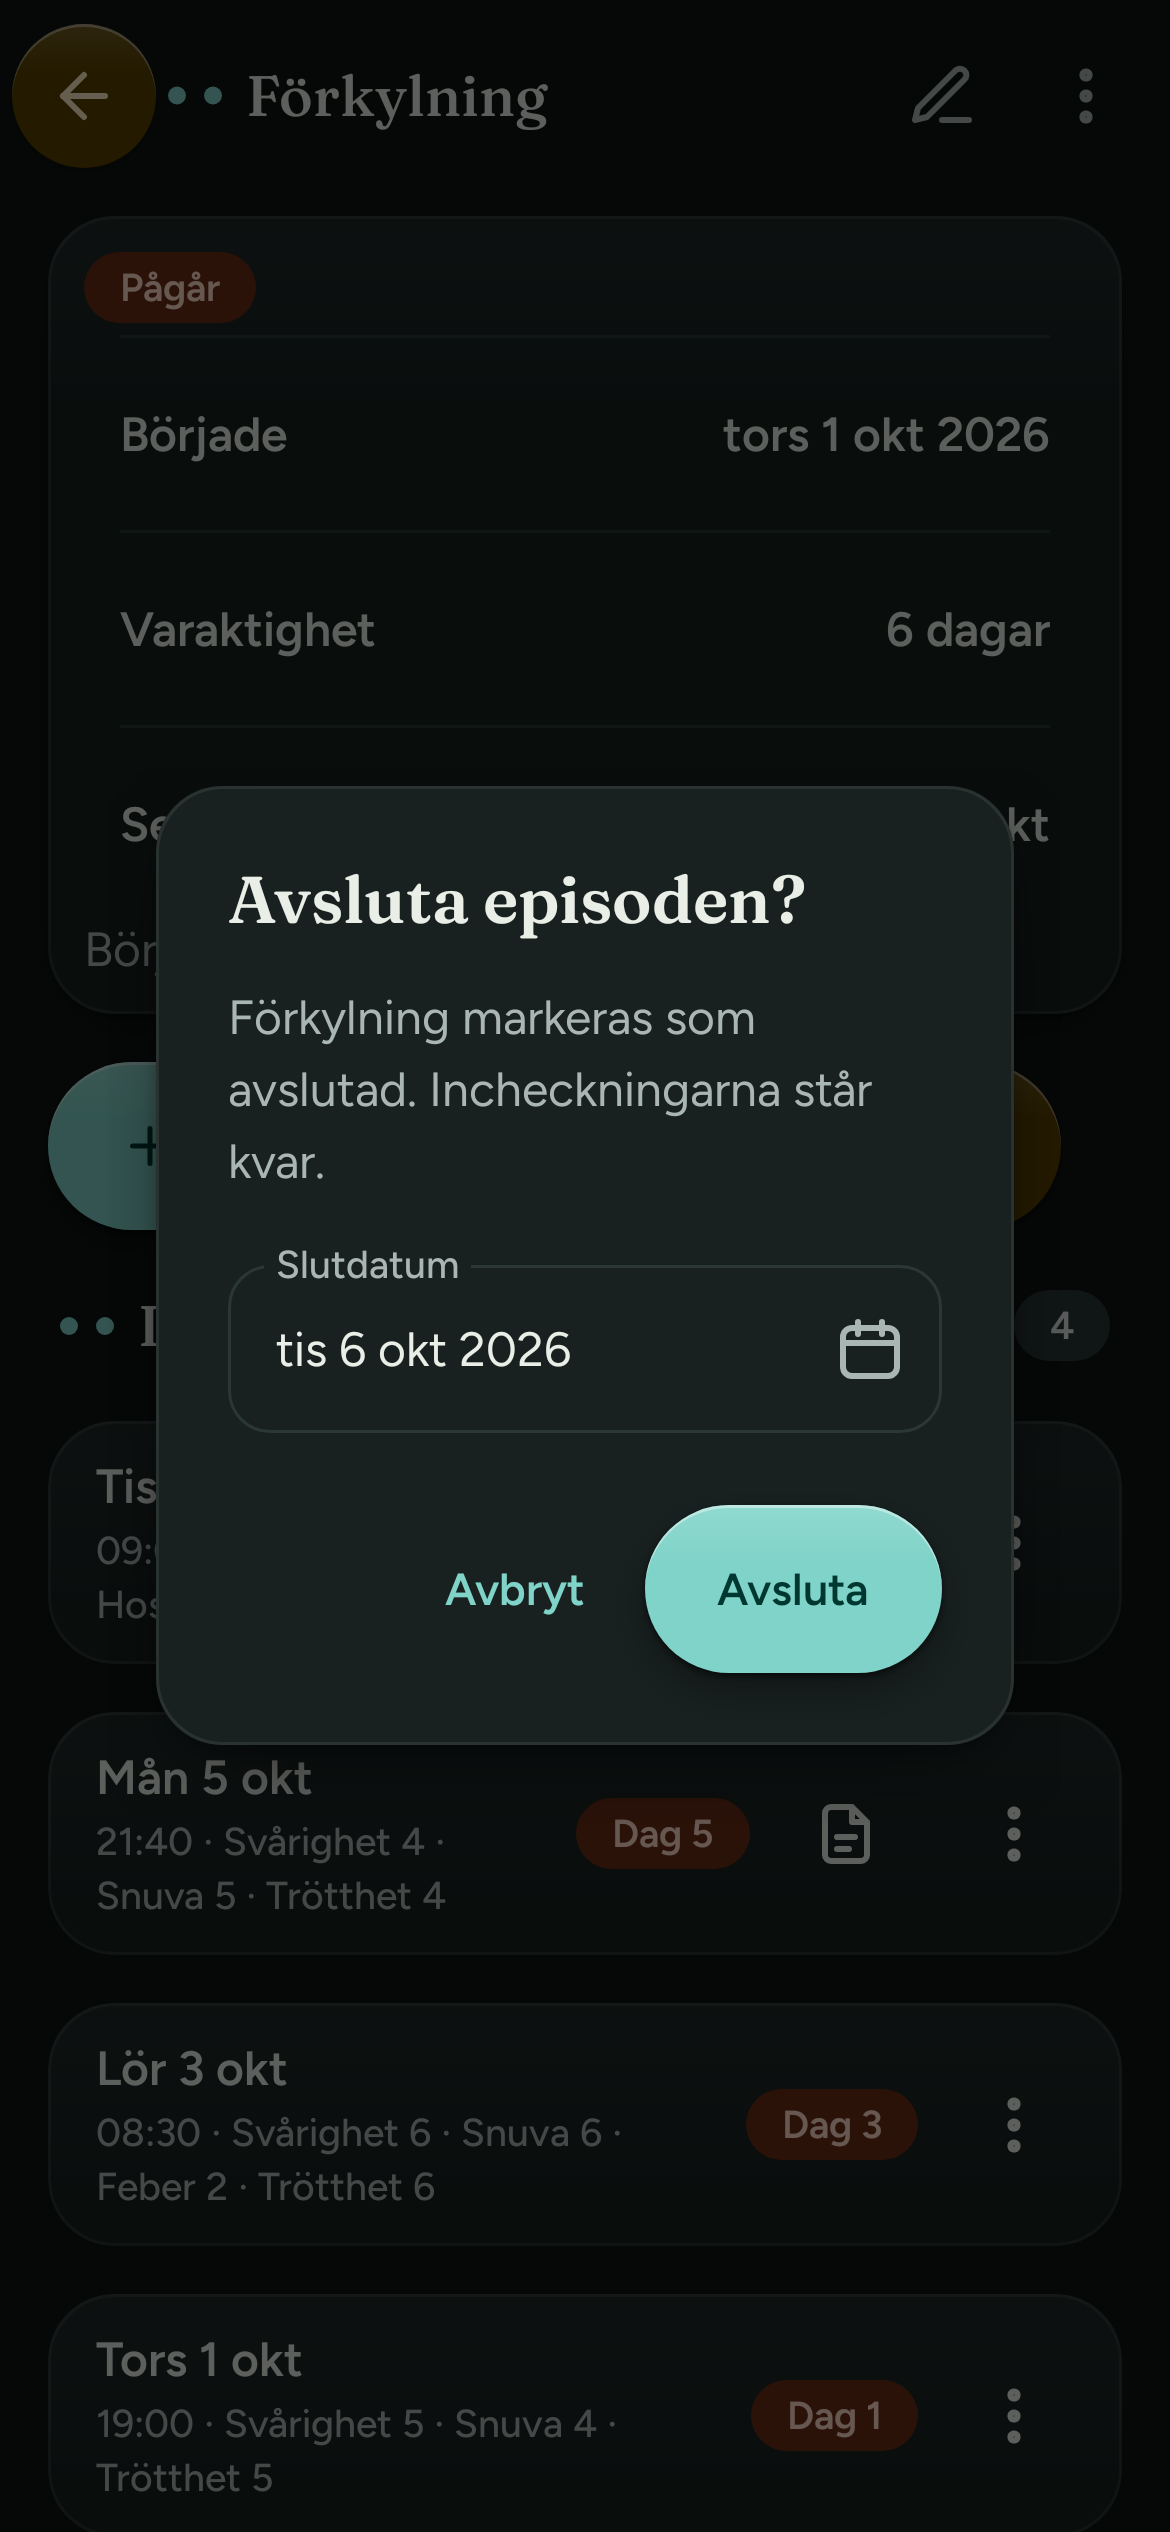 Förkylning
Pågår
Började tors 1 okt 2026
Varaktighet 6 dagar
Avsluta episoden?
Förkylning markeras som
avslutad. Incheckningarna står
kvar.
Slutdatum
tis 6 okt 2026
4
Avbryt Avsluta
Mån 5 okt
21:40 · Svårighet 4 ·
Snuva 5 · Trötthet 4
Dag 5
Lör 3 okt
08:30 · Svårighet 6 · Snuva 6 ·
Feber 2 · Trötthet 6
Dag 3
Tors 1 okt
19:00 · Svårighet 5 · Snuva 4 ·
Trötthet 5
Dag 1